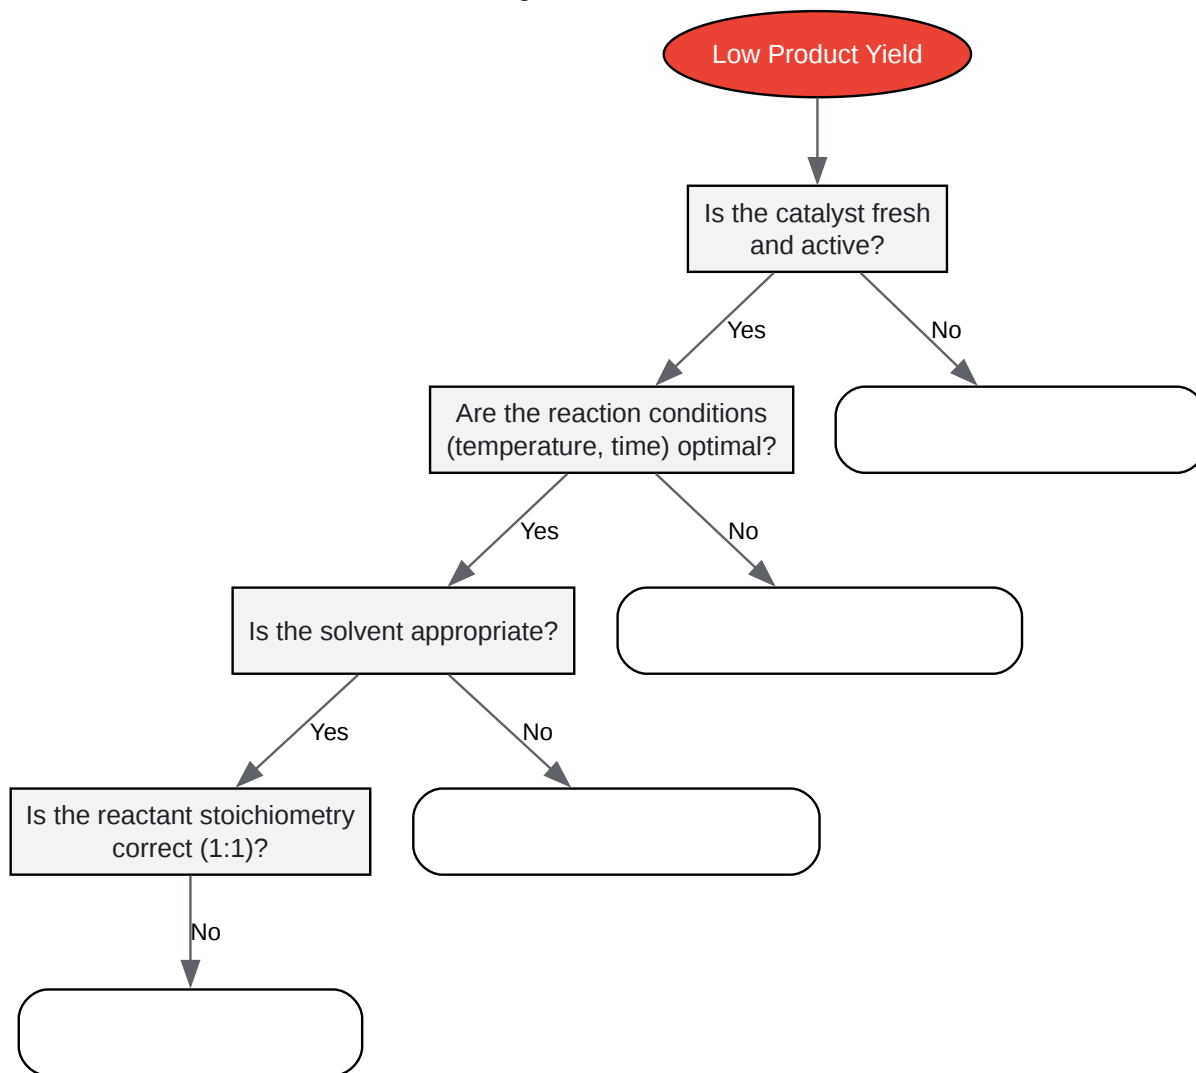 Low Product Yield
Is the catalyst fresh
and active?
Yes
No
Are the reaction conditions
(temperature, time) optimal?
Yes
No
Is the solvent appropriate?
Yes
No
Is the reactant stoichiometry
correct (1:1)?
No